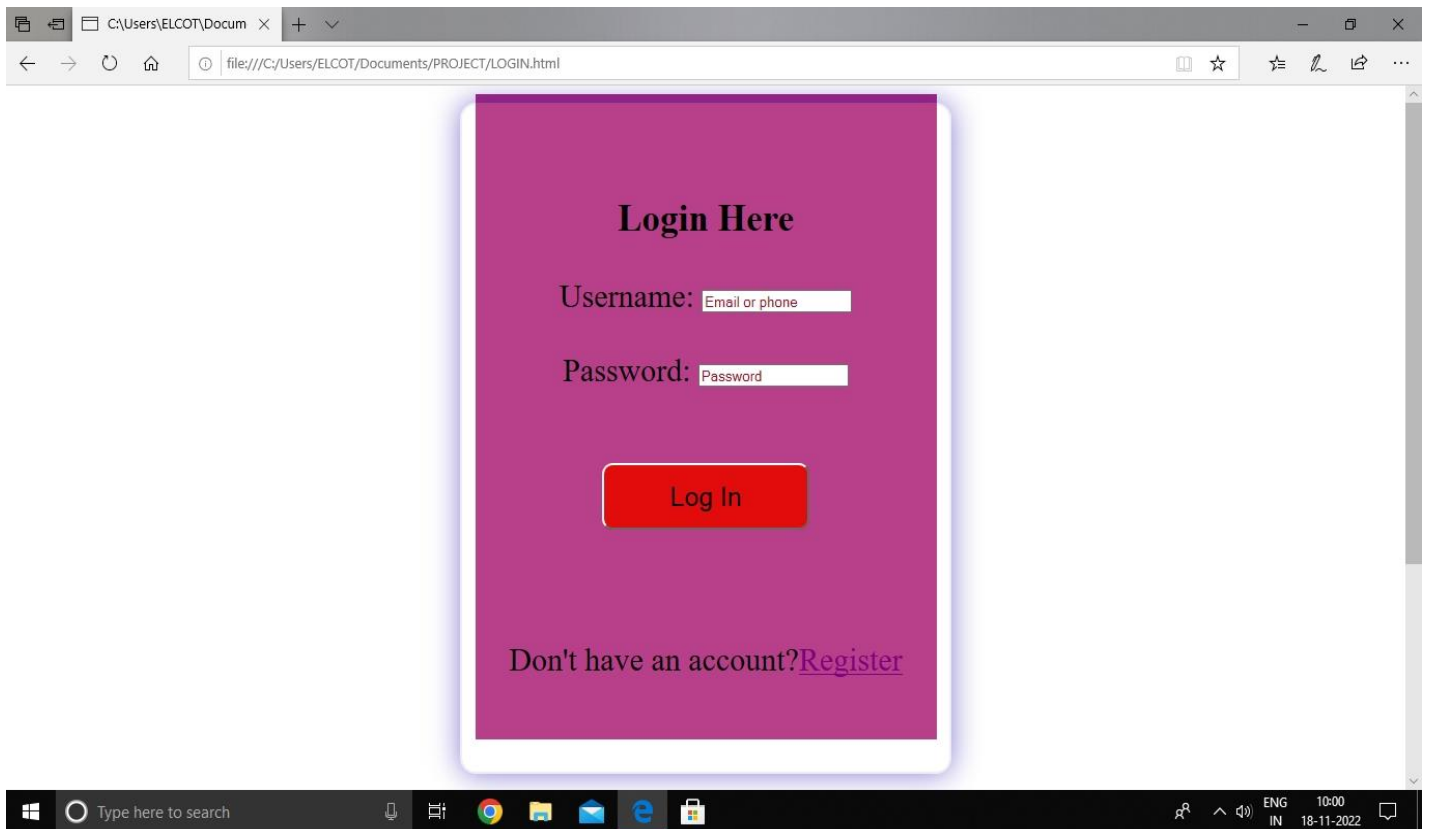 C:\Users\ELCOT\Docum
file:///C:/Users/ELCOT/Documents/PROJECT/LOGIN.html
Login Here
Username: Email or phone
Password: Password
Log In
Don't have an account?Register
Type here to search
ENG
IN
10:00
18-11-2022